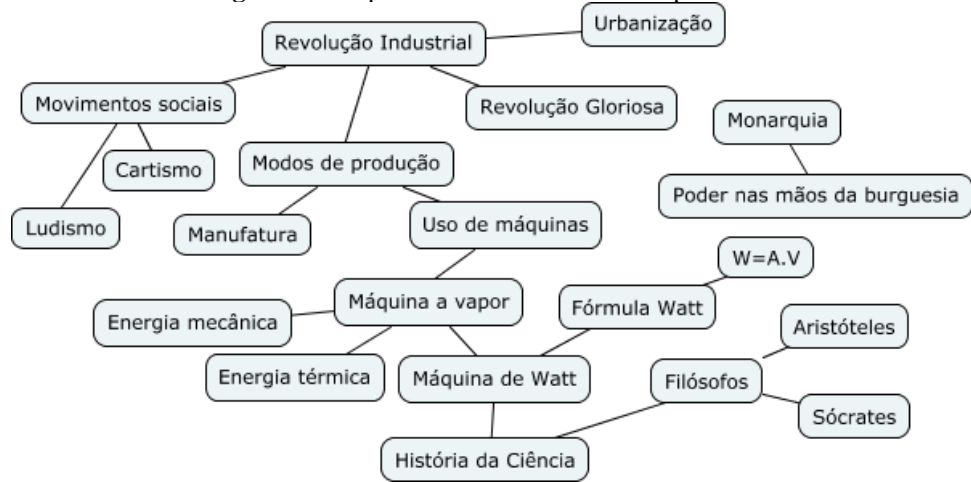 Urbanização
Revolução Industrial
Movimentos sociais
Revolução Gloriosa
Monarquia
Cartismo
Modos de produção
Poder nas mãos da burguesia
Ludismo
Manufatura
Uso de máquinas
W=A.V
Máquina a vapor
Fórmula Watt
Energia mecânica
Aristóteles
Energia térmica
Máquina de Watt
Filósofos
Sócrates
História da Ciência